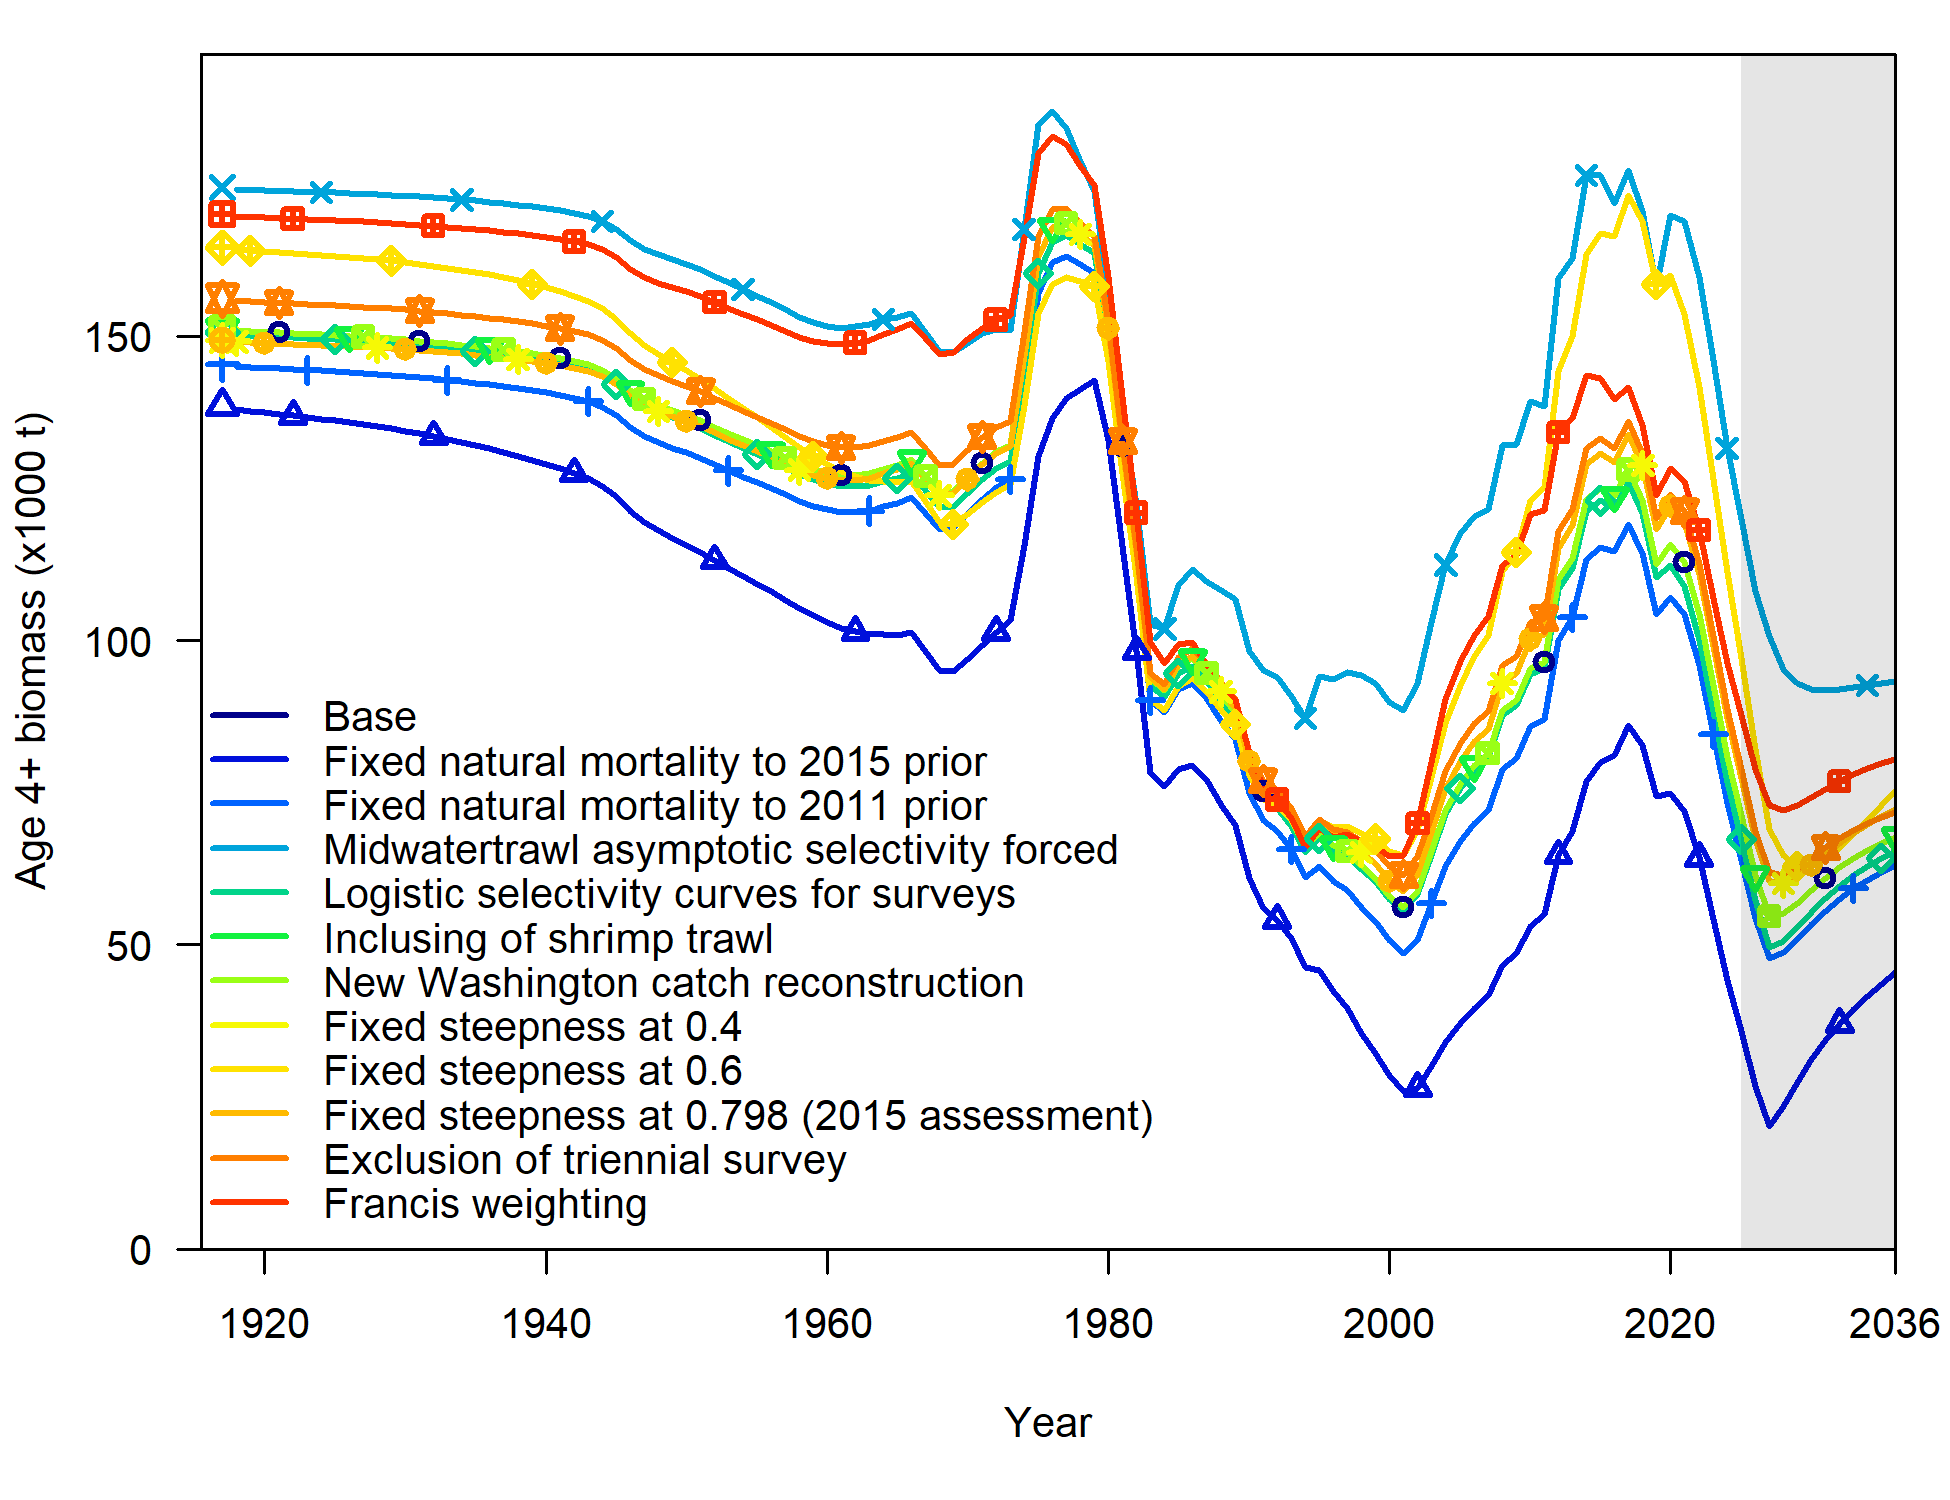 Age 4+ biomass (x1000 t)
150
100
50
0
Base
Fixed natural mortality to 2015 prior
Fixed natural mortality to 2011 prior
Midwatertrawl asymptotic selectivity forced
Logistic selectivity curves for surveys
Inclusing of shrimp trawl
New Washington catch reconstruction
Fixed steepness at 0.4
Fixed steepness at 0.6
Fixed steepness at 0.798 (2015 assessment)
Exclusion of triennial survey
Francis weighting
1920 1940 1960 1980 2000 2020 2036
Year